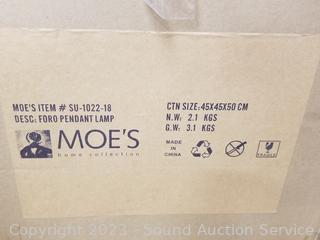 MOE'S ITEM # SU-1022-18
DESC: FORO PENDANT LAMP
CTN SIZE: 45X45X50 CM
N.W: 2.1 KGS
G.W: 3.1 KGS
MOE'S
home collection
MADE
IN
CHINA
FRAGILE
Copyright 2023 - Sound Auction Service